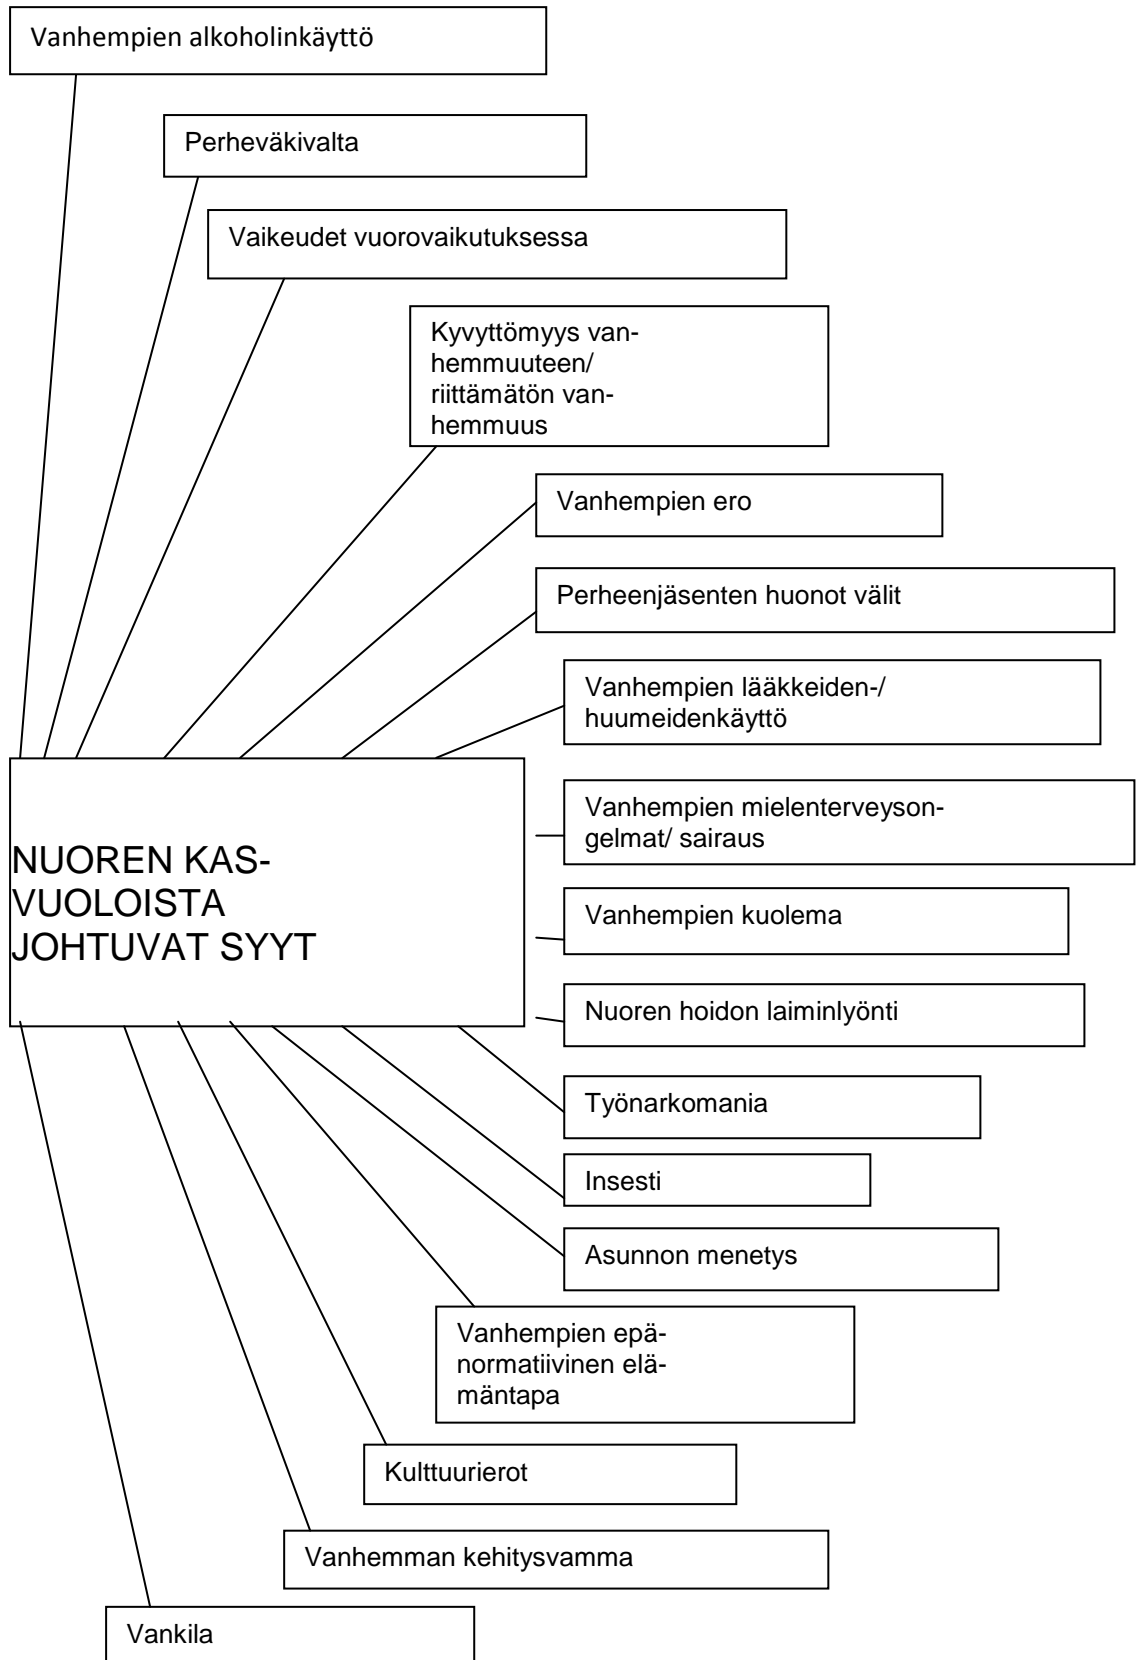 Vanhempien alkoholinkäyttö
Perheväkivalta
Vaikeudet vuorovaikutuksessa
Kyvyttömyys van-
hemmuuteen/
riittämätön van-
hemmuus
Vanhempien ero
Perheenjäsenten huonot välit
Vanhempien lääkkeiden-/
huumeidenkäyttö
Vanhempien mielenterveyson-
gelmat/ sairaus
NUOREN KAS-
VUOLOISTA
JOHTUVAT SYYT
Vanhempien kuolema
Nuoren hoidon laiminlyönti
Työnarkomania
Insesti
Asunnon menetys
Vanhempien epä-
normatiivinen elä-
mäntapa
Kulttuurierot
Vanhemman kehitysvamma
Vankila